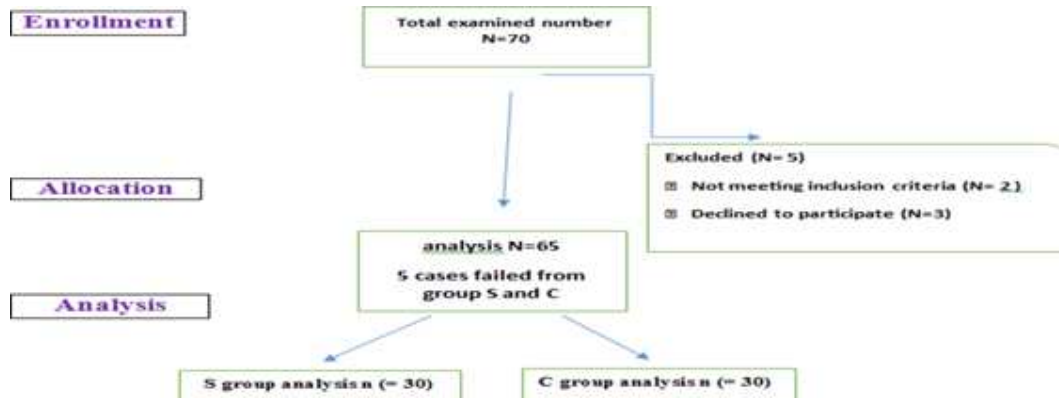 Enrollment
Total examined number
N=70
Excluded (N= 5)
Not meeting inclusion criteria (N= 2)
Declined to participate (N=3)
Allocation
analysis N=65
5 cases failed from
group S and C
Analysis
S group analysis n (= 30)
C group analysis n (= 30)